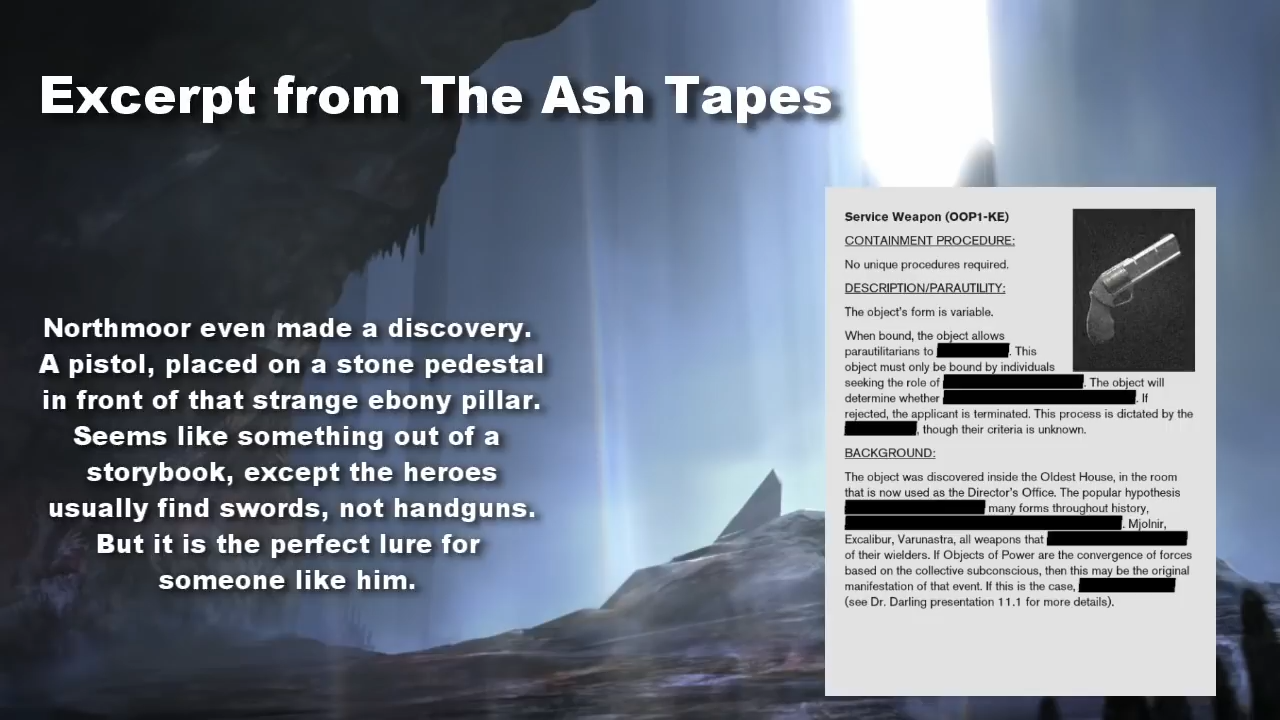 Excerpt from The Ash Tapes
Northmoor even made a discovery.
A pistol, placed on a stone pedestal
in front of that strange ebony pillar.
Seems like something out of a
storybook, except the heroes
usually find swords, not handguns.
But it is the perfect lure for
someone like him.
Service Weapon (OOP1-KE)
CONTAINMENT PROCEDURE:
No unique procedures required.
DESCRIPTION/PARAUTILITY:
The object's form is variable.
When bound, the object allows
parautilitarians to . This
object must only be bound by individuals
seeking the role of . The object will
determine whether . If
rejected, the applicant is terminated. This process is dictated by the
, though their criteria is unknown.
BACKGROUND:
The object was discovered inside the Oldest House, in the room
that is now used as the Director's Office. The popular hypothesis
many forms throughout history,
. Mjolnir,
Excalibur, Varunastra, all weapons that
of their wielders. If Objects of Power are the convergence of forces
based on the collective subconscious, then this may be the original
manifestation of that event. If this is the case,
(see Dr. Darling presentation 11.1 for more details).